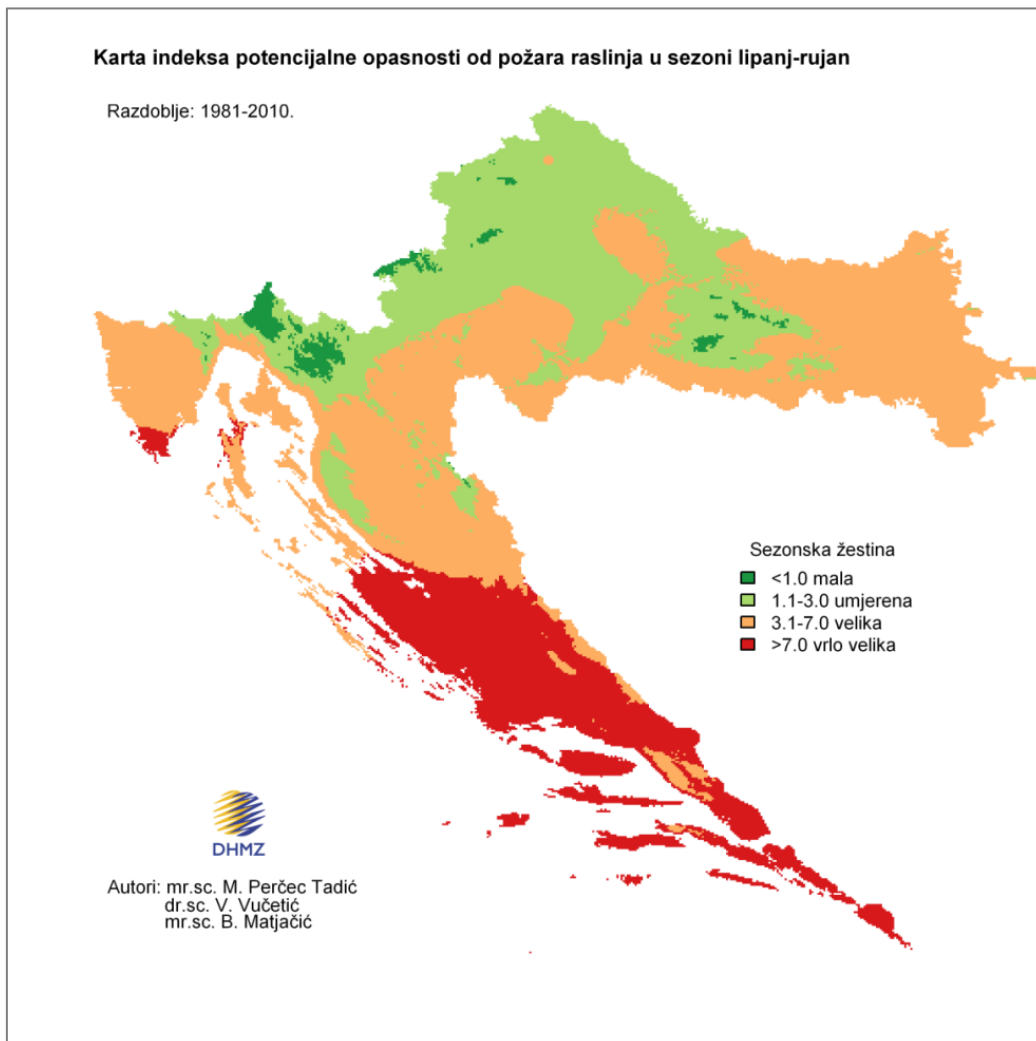 Karta indeksa potencijalne opasnosti od požara raslinja u sezoni lipanj-rujan
Razdoblje: 1981-2010.
Sezonska žestina
<1.0 mala
1.1-3.0 umjerena
3.1-7.0 velika
>7.0 vrlo velika
DHMZ
Autori: mr.sc. M. Perčec Tadić
dr.sc. V. Vučetić
mr.sc. B. Matjačić